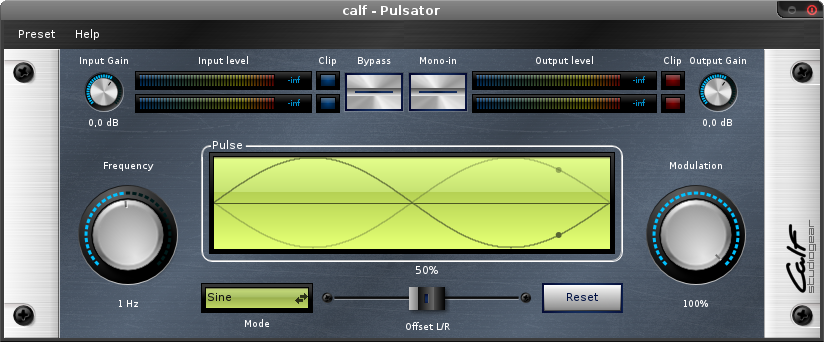 calf - Pulsator
Preset Help
Input Gain Input level Clip Bypass Mono-in Output level Clip Output Gain
-inf -inf
-inf -inf
0,0 dB 0,0 dB
Pulse
Frequency Modulation
50%
1 Hz 100%
Sine Reset
Mode Offset L/R
Calf studiogear